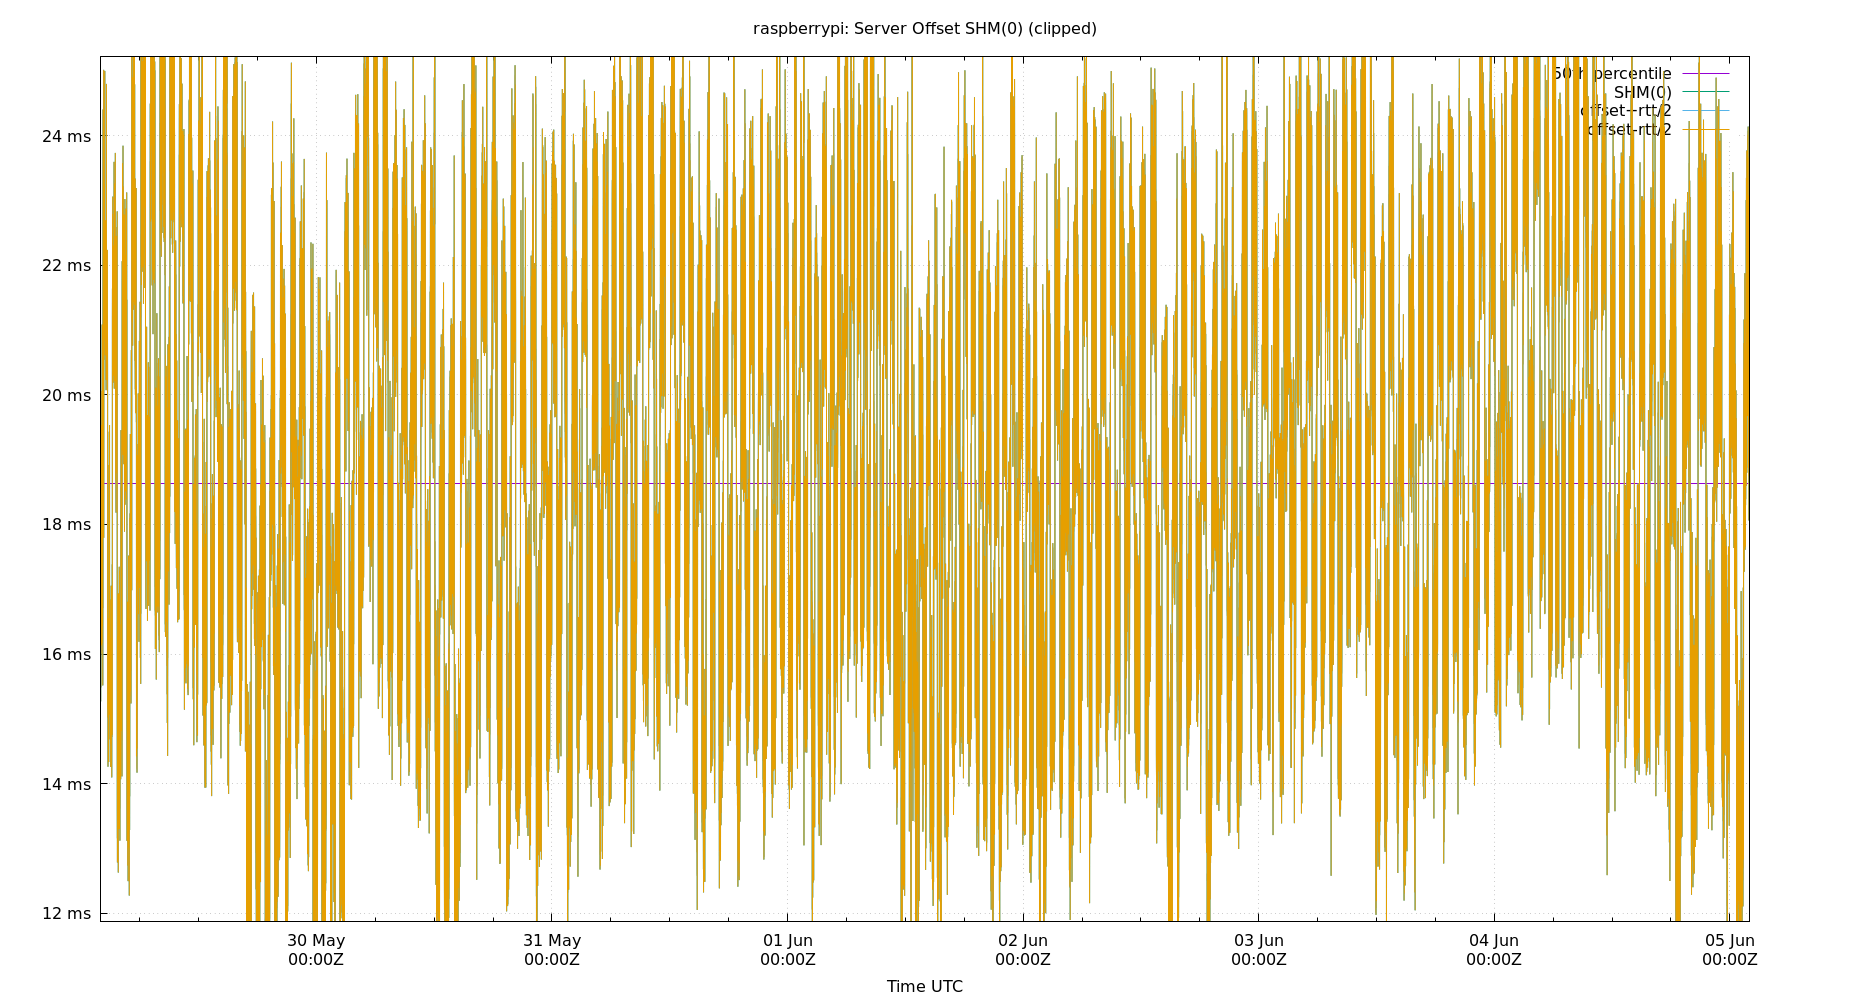 raspberrypi: Server Offset SHM(0) (clipped)
50th percentile
SHM(0)
offset+rtt/2
offset-rtt/2
24 ms
22 ms
20 ms
18 ms
16 ms
14 ms
12 ms
30 May 31 May 01 Jun 02 Jun 03 Jun 04 Jun 05 Jun
00:00Z 00:00Z 00:00Z 00:00Z 00:00Z 00:00Z 00:00Z
Time UTC